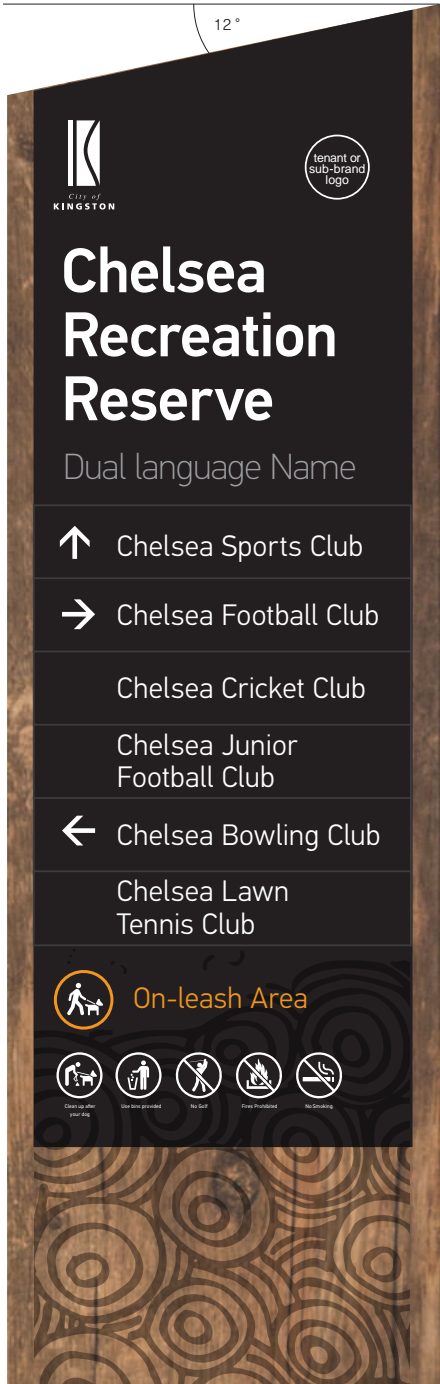 12°
City of
KINGSTON
tenant or
sub-brand
logo
Chelsea
Recreation
Reserve
Dual language Name
Chelsea Sports Club
Chelsea Football Club
Chelsea Cricket Club
Chelsea Junior
Football Club
Chelsea Bowling Club
Chelsea Lawn
Tennis Club
On-leash Area
Clean up after
your dog
Use bins provided
No Golf
Fires Prohibited
No Smoking